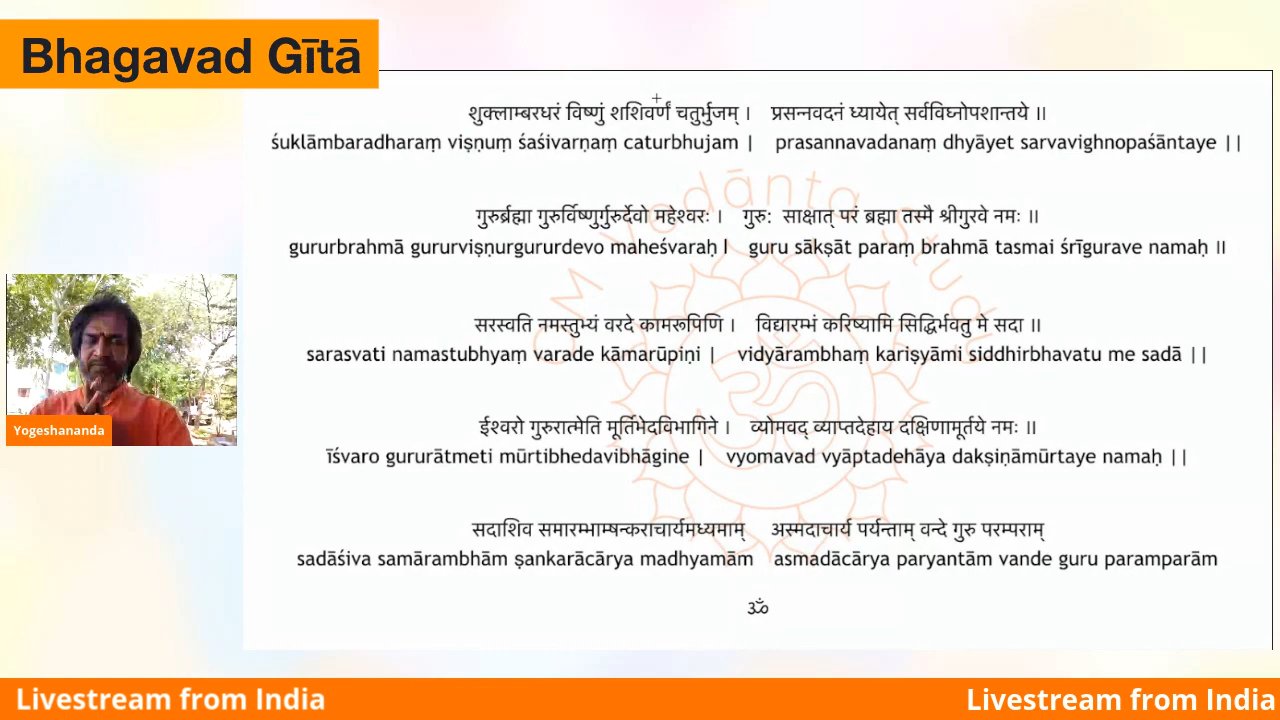 Bhagavad Gītā
शुक्लाम्बरधरं विष्णुं शशिवर्णं चतुर्भुजम् । प्रसन्नवदनं ध्यायेत् सर्वविघ्नोपशान्तये ॥
śuklāmbaradharaṃ viṣṇuṃ śaśivarṇaṃ caturbhujam | prasannavadanaṃ dhyāyet sarvavighnopaśāntaye ||
गुरुर्ब्रह्मा गुरुर्विष्णुर्गुरुर्देवो महेश्वरः । गुरु: साक्षात् परं ब्रह्मा तस्मै श्रीगुरवे नमः ॥
gururbrahmā gururviṣṇurgururdevo maheśvaraḥ l guru sākṣāt paraṃ brahmā tasmai śrīgurave namaḥ ॥
सरस्वति नमस्तुभ्यं वरदे कामरूपिणि । विद्यारम्भं करिष्यामि सिद्धिर्भवतु मे सदा ॥
sarasvati namastubhyaṃ varade kāmarūpiṇi | vidyārambhaṃ kariṣyāmi siddhirbhavatu me sadā ||
ईश्वरो गुरुरात्मेति मूर्तिभेदविभागिने । व्योमवद् व्याप्तदेहाय दक्षिणामूर्तये नमः ॥
īśvaro gururātmeti mūrtibhedavibhāgine | vyomavad vyāptadehāya dakṣiṇāmūrtaye namaḥ ||
सदाशिव समारम्भाम्षन्कराचार्यमध्यमाम् अस्मदाचार्य पर्यन्ताम् वन्दे गुरु परम्पराम्
sadāśiva samārambhām ṣankarācārya madhyamām asmadācārya paryantām vande guru paramparām
ॐ
OM Vedānta Study
ॐ
Yogeshananda
Livestream from India
Livestream from India